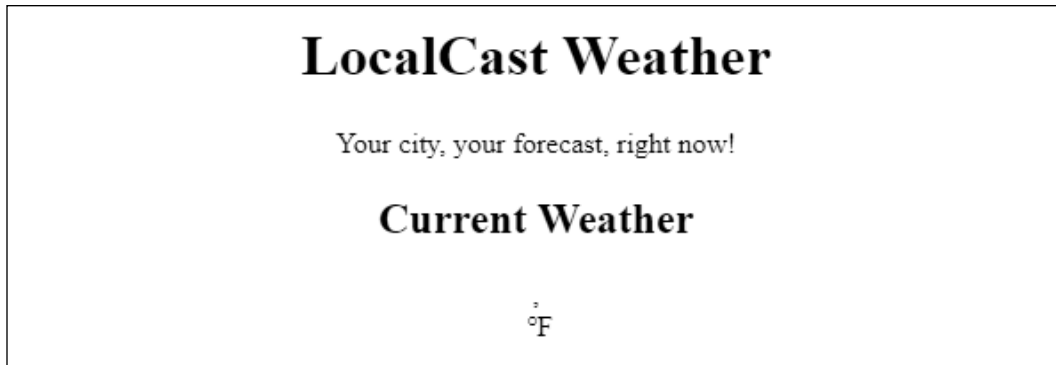 LocalCast Weather
Your city, your forecast, right now!
Current Weather
,
°F